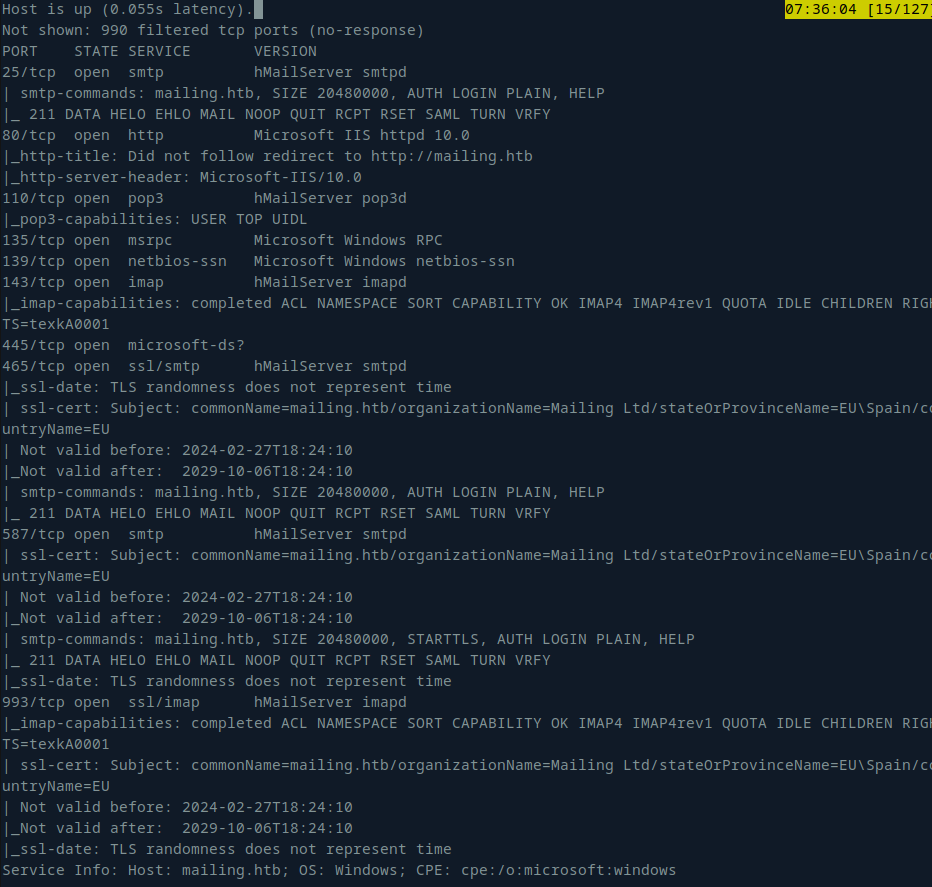 Host is up (0.055s latency). 07:36:04 [15/127]
Not shown: 990 filtered tcp ports (no-response)
PORT    STATE SERVICE       VERSION
25/tcp  open  smtp          hMailServer smtpd
| smtp-commands: mailing.htb, SIZE 20480000, AUTH LOGIN PLAIN, HELP
|_ 211 DATA HELO EHLO MAIL NOOP QUIT RCPT RSET SAML TURN VRFY
80/tcp  open  http          Microsoft IIS httpd 10.0
|_http-title: Did not follow redirect to http://mailing.htb
|_http-server-header: Microsoft-IIS/10.0
110/tcp open  pop3          hMailServer pop3d
|_pop3-capabilities: USER TOP UIDL
135/tcp open  msrpc         Microsoft Windows RPC
139/tcp open  netbios-ssn   Microsoft Windows netbios-ssn
143/tcp open  imap          hMailServer imapd
|_imap-capabilities: completed ACL NAMESPACE SORT CAPABILITY OK IMAP4 IMAP4rev1 QUOTA IDLE CHILDREN RIGH
TS=texkA0001
445/tcp open  microsoft-ds?
465/tcp open  ssl/smtp      hMailServer smtpd
|_ssl-date: TLS randomness does not represent time
| ssl-cert: Subject: commonName=mailing.htb/organizationName=Mailing Ltd/stateOrProvinceName=EU\Spain/co
untryName=EU
| Not valid before: 2024-02-27T18:24:10
|_Not valid after:  2029-10-06T18:24:10
| smtp-commands: mailing.htb, SIZE 20480000, AUTH LOGIN PLAIN, HELP
|_ 211 DATA HELO EHLO MAIL NOOP QUIT RCPT RSET SAML TURN VRFY
587/tcp open  smtp          hMailServer smtpd
| ssl-cert: Subject: commonName=mailing.htb/organizationName=Mailing Ltd/stateOrProvinceName=EU\Spain/co
untryName=EU
| Not valid before: 2024-02-27T18:24:10
|_Not valid after:  2029-10-06T18:24:10
| smtp-commands: mailing.htb, SIZE 20480000, STARTTLS, AUTH LOGIN PLAIN, HELP
|_ 211 DATA HELO EHLO MAIL NOOP QUIT RCPT RSET SAML TURN VRFY
|_ssl-date: TLS randomness does not represent time
993/tcp open  ssl/imap      hMailServer imapd
|_imap-capabilities: completed ACL NAMESPACE SORT CAPABILITY OK IMAP4 IMAP4rev1 QUOTA IDLE CHILDREN RIGH
TS=texkA0001
| ssl-cert: Subject: commonName=mailing.htb/organizationName=Mailing Ltd/stateOrProvinceName=EU\Spain/co
untryName=EU
| Not valid before: 2024-02-27T18:24:10
|_Not valid after:  2029-10-06T18:24:10
|_ssl-date: TLS randomness does not represent time
Service Info: Host: mailing.htb; OS: Windows; CPE: cpe:/o:microsoft:windows